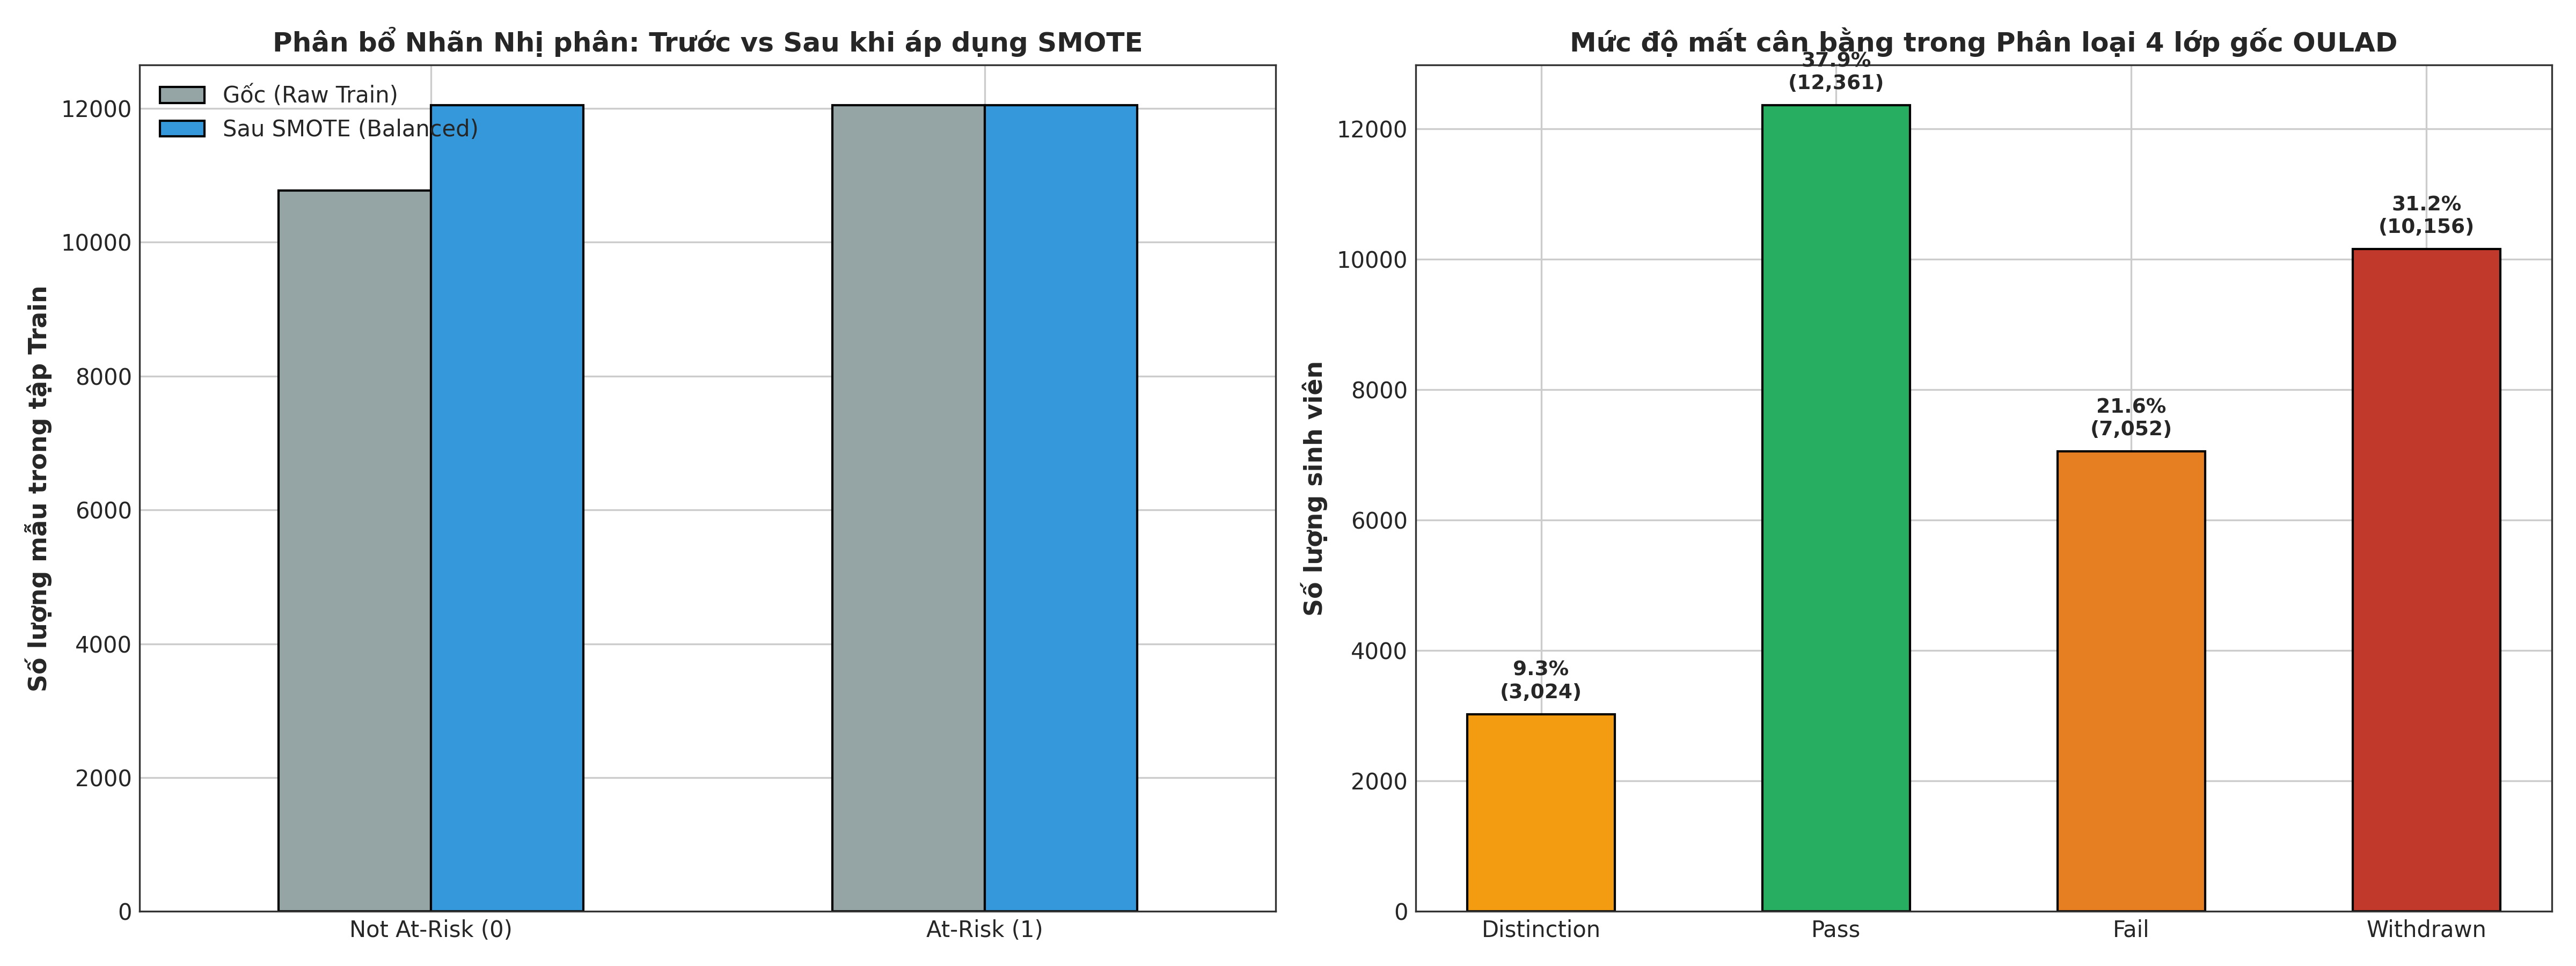 Phân bổ Nhãn Nhị phân: Trước vs Sau khi áp dụng SMOTE
Gốc (Raw Train)
Sau SMOTE (Balanced)
Số lượng mẫu trong tập Train
12000
10000
8000
6000
4000
2000
0
Not At-Risk (0)
At-Risk (1)
Mức độ mất cân bằng trong Phân loại 4 lớp gốc OULAD
Số lượng sinh viên
12000
10000
8000
6000
4000
2000
0
9.3%
(3,024)
37.9%
(12,361)
21.6%
(7,052)
31.2%
(10,156)
Distinction
Pass
Fail
Withdrawn